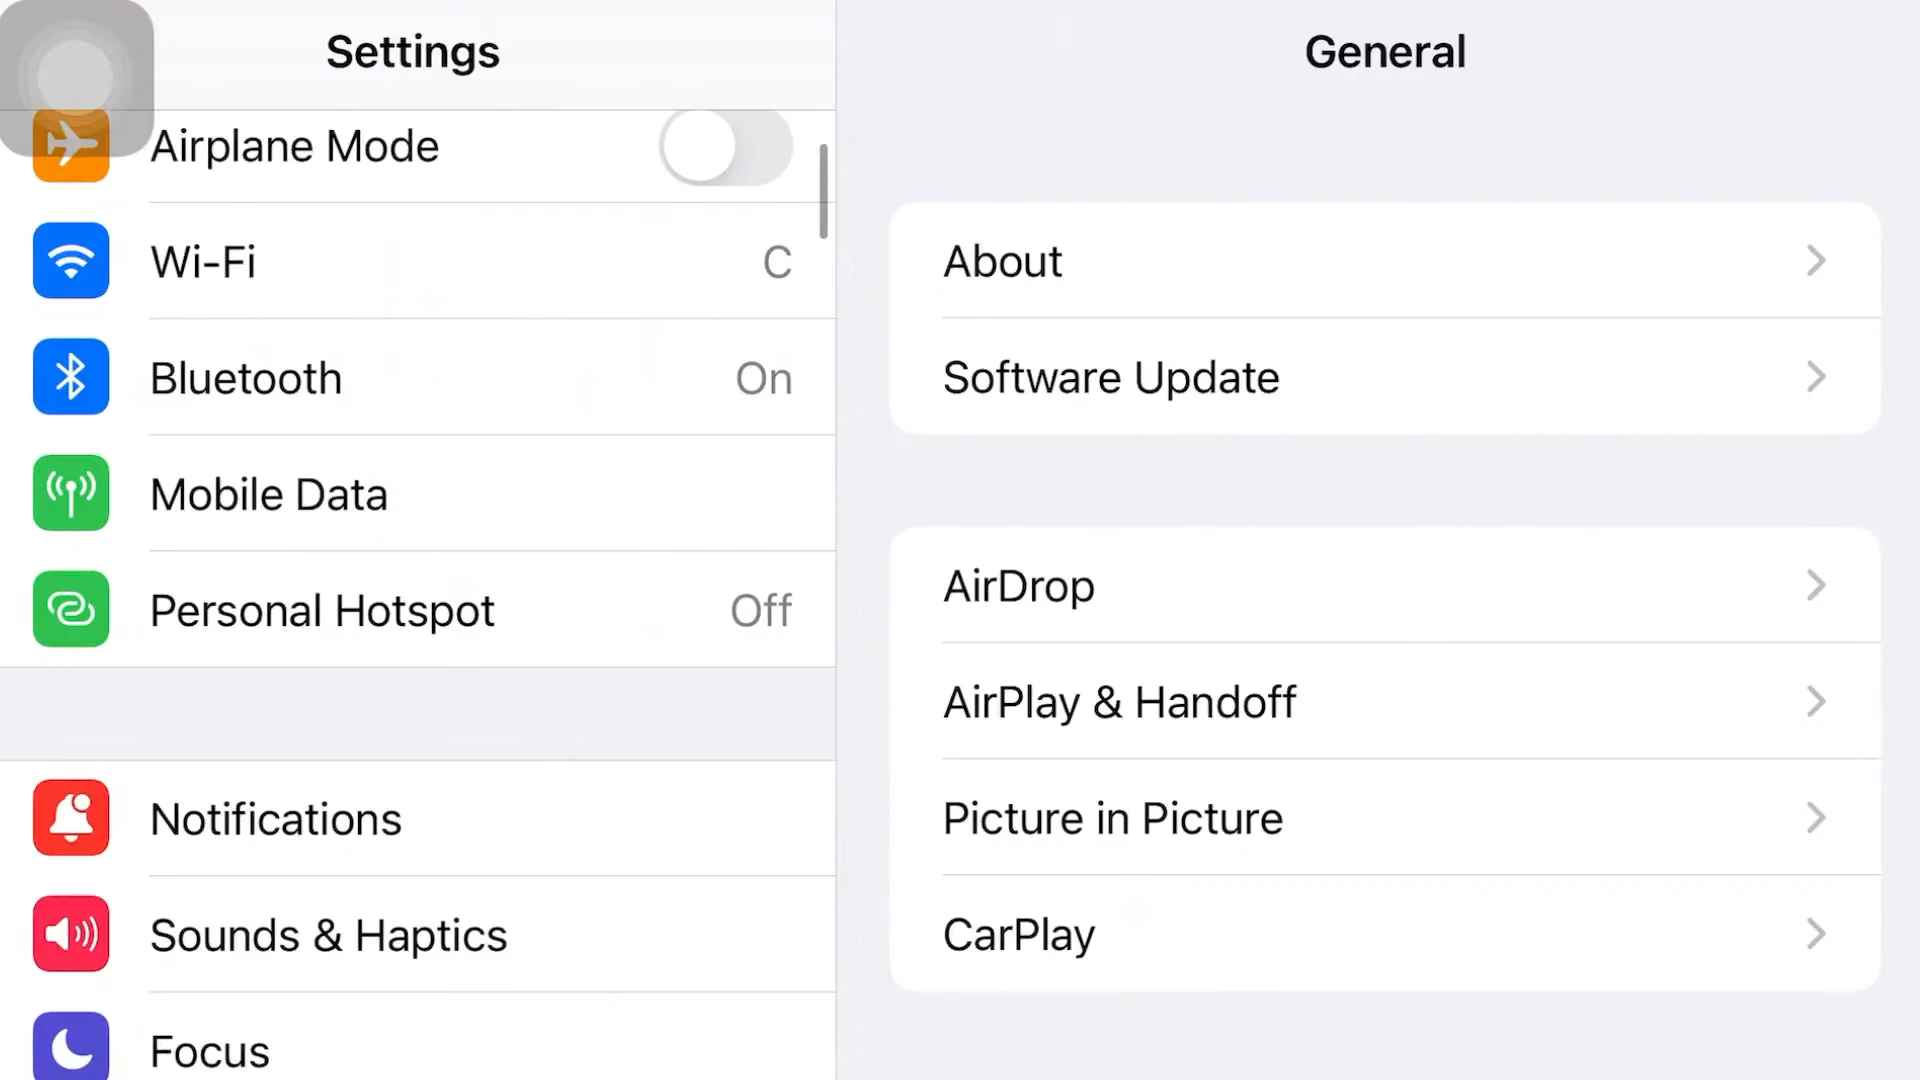 Settings
Airplane Mode
Wi-Fi C
Bluetooth On
Mobile Data
Personal Hotspot Off
Notifications
Sounds & Haptics
Focus
General
About
Software Update
AirDrop
AirPlay & Handoff
Picture in Picture
CarPlay